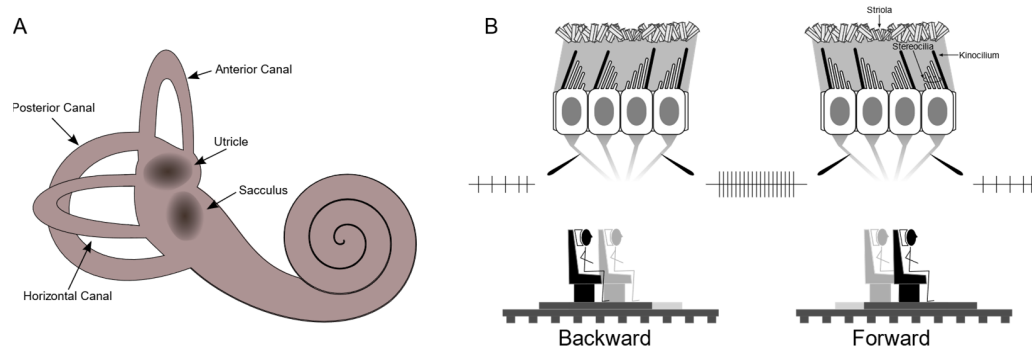 A
Anterior Canal
Posterior Canal
Utricle
Sacculus
Horizontal Canal
B
Striola
Stereocilia
Kinocilium
Backward
Forward